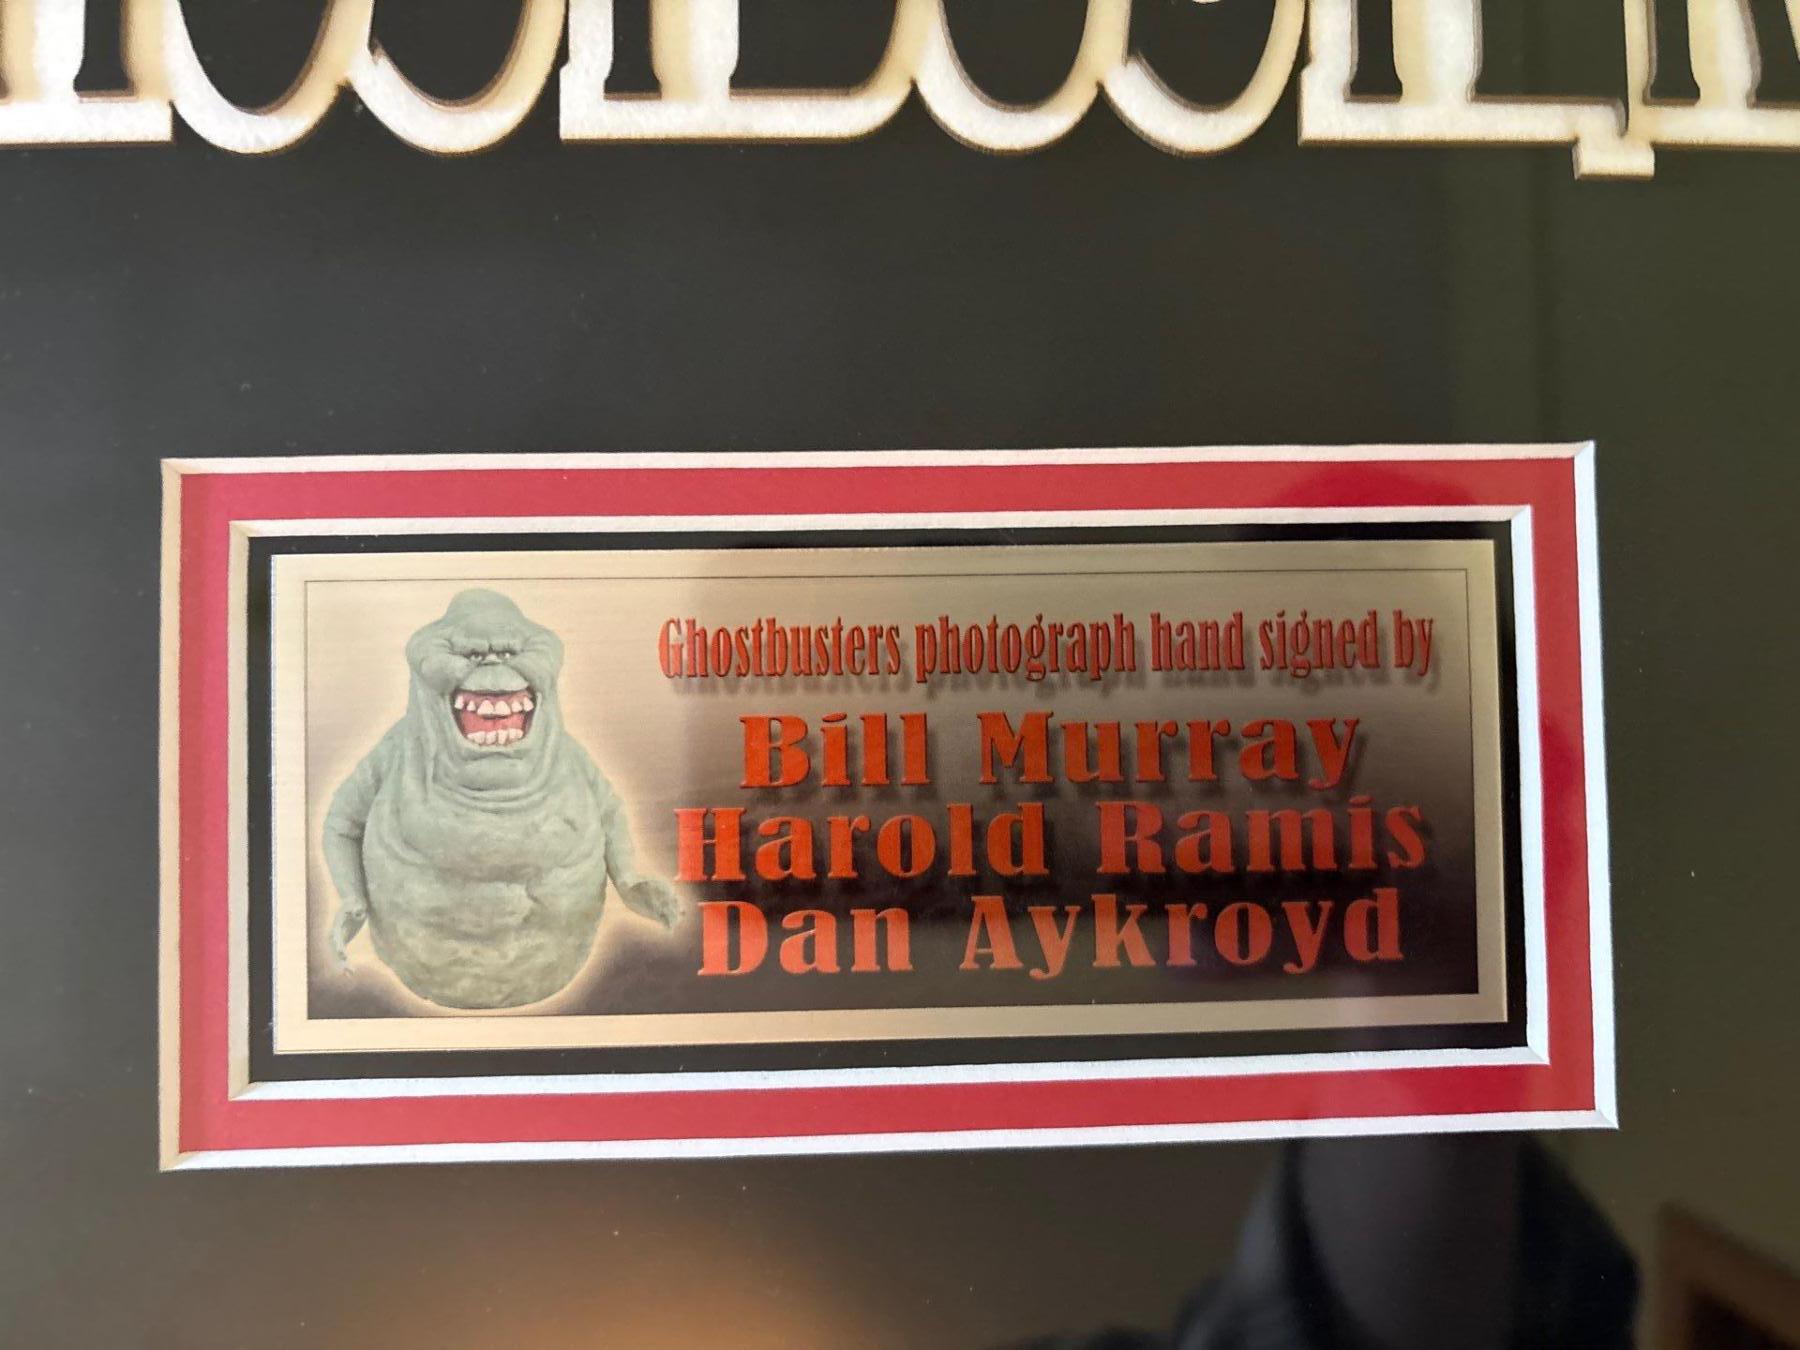 Ghostbusters photograph hand signed by
Bill Murray
Harold Ramis
Dan Aykroyd